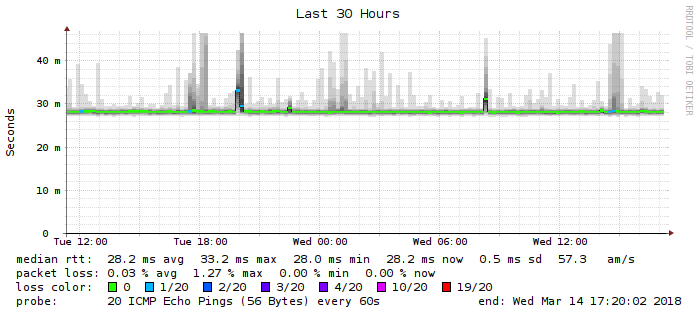 Last 30 Hours
RRDTOOL / TOBI OETIKER
Seconds
40 m
30 m
20 m
10 m
0
Tue 12:00 Tue 18:00 Wed 00:00 Wed 06:00 Wed 12:00
median rtt: 28.2 ms avg 33.2 ms max 28.0 ms min 28.2 ms now 0.5 ms sd 57.3 am/s
packet loss: 0.03 % avg 1.27 % max 0.00 % min 0.00 % now
loss color: 0 1/20 2/20 3/20 4/20 10/20 19/20
probe: 20 ICMP Echo Pings (56 Bytes) every 60s end: Wed Mar 14 17:20:02 2018